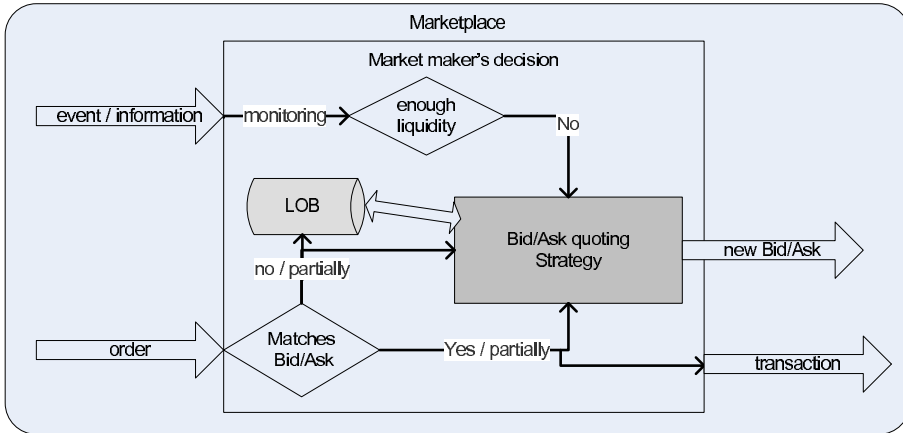 Marketplace
Market maker's decision
event / information
monitoring
enough
liquidity
No
LOB
Bid/Ask quoting
Strategy
new Bid/Ask
no / partially
order
Matches
Bid/Ask
Yes / partially
transaction